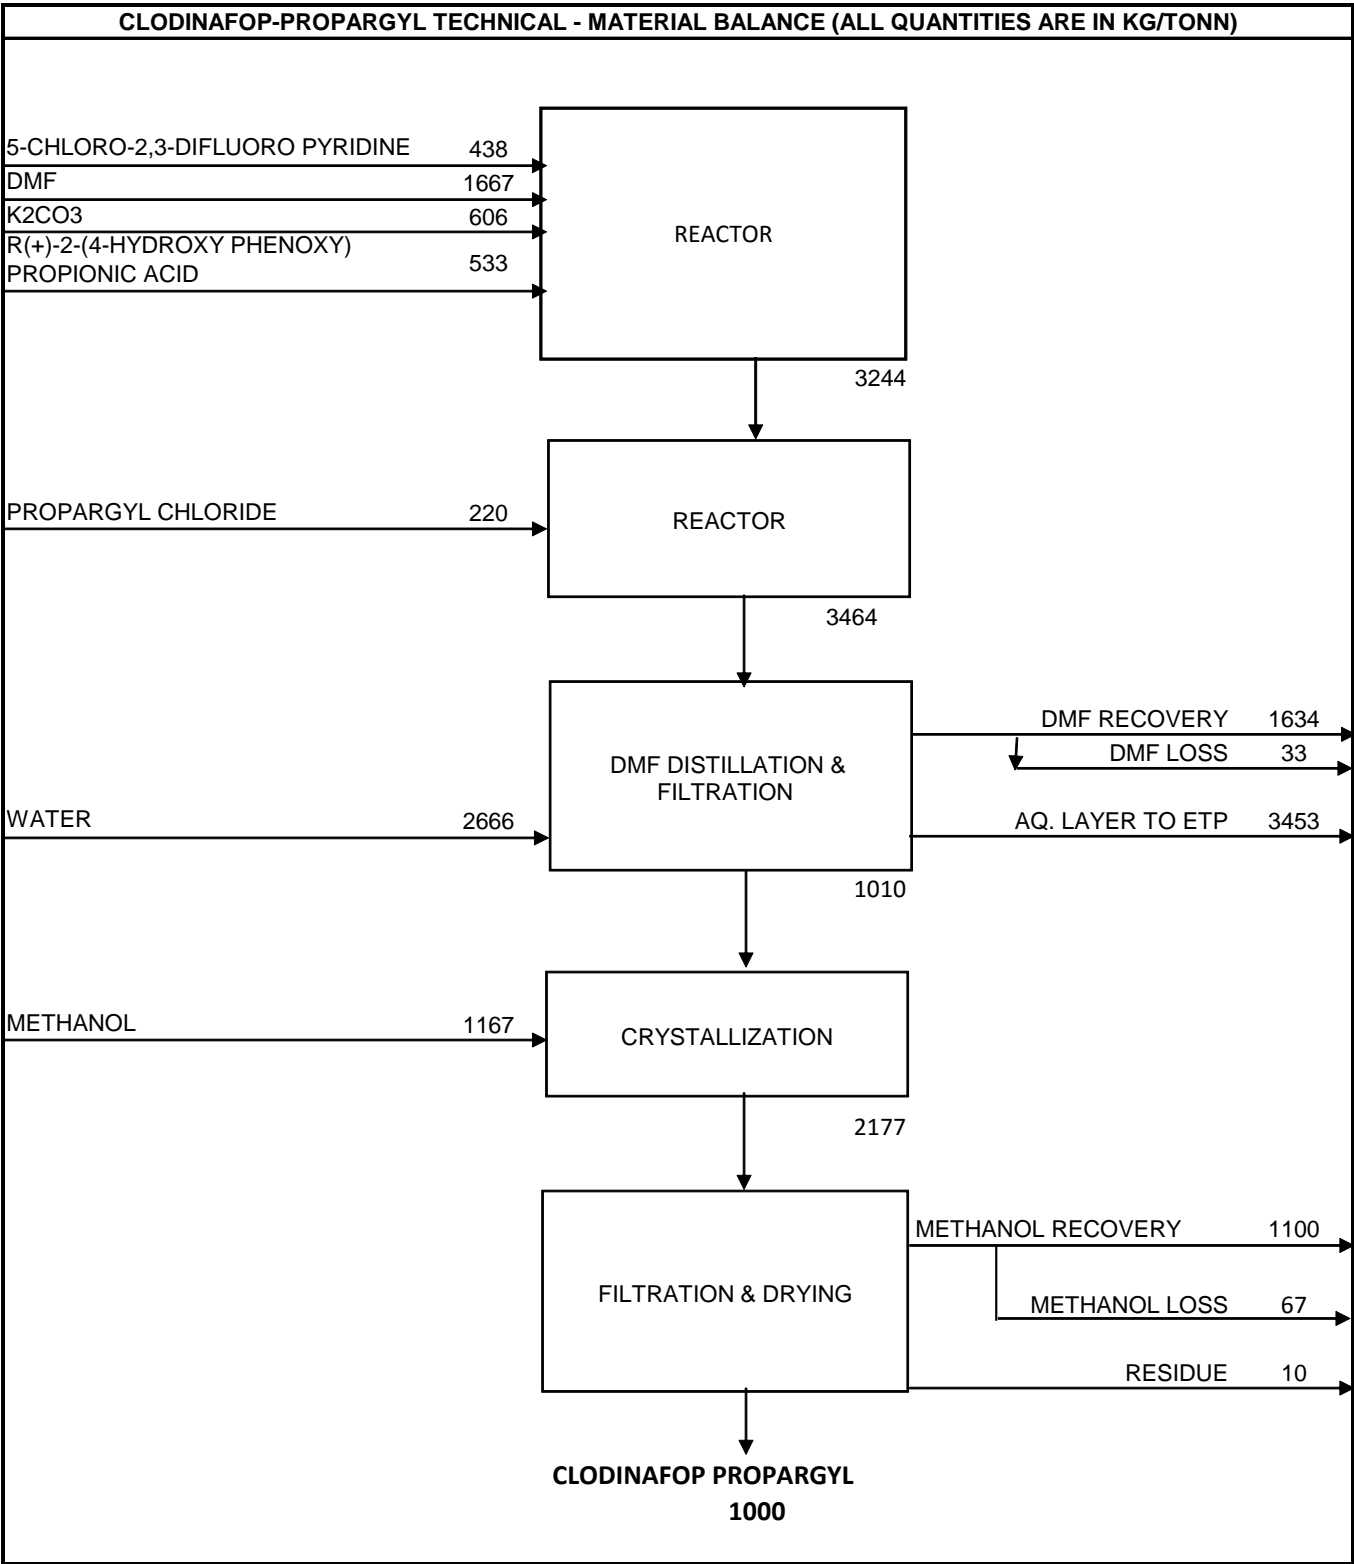 CLODINAFOP-PROPARGYL TECHNICAL - MATERIAL BALANCE (ALL QUANTITIES ARE IN KG/TONN)
5-CHLORO-2,3-DIFLUORO PYRIDINE 438
DMF 1667
K2CO3 606
R(+)-2-(4-HYDROXY PHENOXY)
PROPIONIC ACID 533
REACTOR
3244
PROPARGYL CHLORIDE 220
REACTOR
3464
DMF RECOVERY 1634
DMF LOSS 33
DMF DISTILLATION &
FILTRATION
WATER 2666
AQ. LAYER TO ETP 3453
1010
METHANOL 1167
CRYSTALLIZATION
2177
METHANOL RECOVERY 1100
FILTRATION & DRYING
METHANOL LOSS 67
RESIDUE 10
CLODINAFOP PROPARGYL
1000